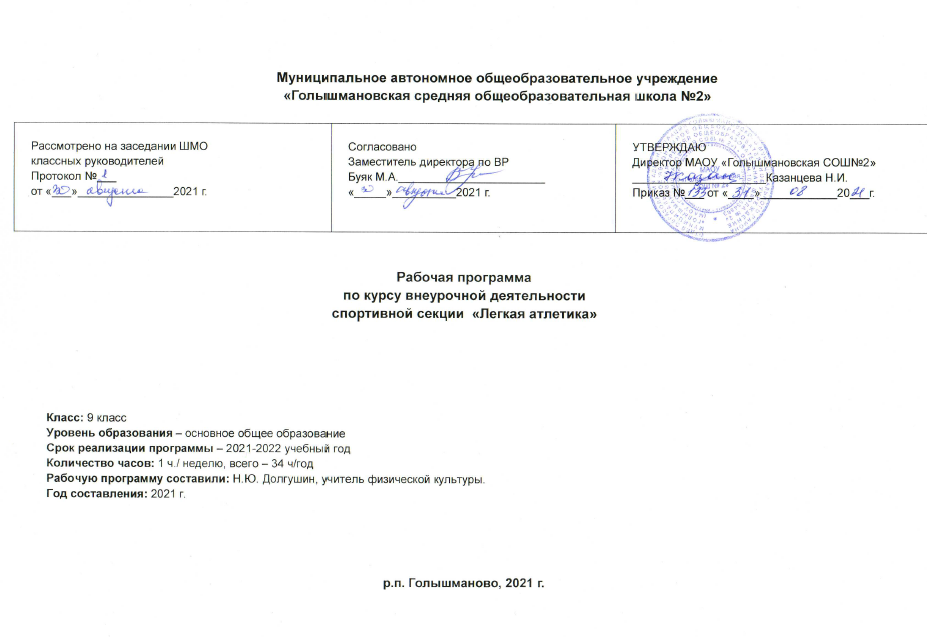 Муниципальное автономное общеобразовательное учреждение
«Голышмановская средняя общеобразовательная школа №2»
Рассмотрено на заседании ШМО
классных руководителей
Протокол № 1
от «30» августа 2021 г.
Согласовано
Заместитель директора по ВР
Буяк М.А.
«30» августа 2021 г.
УТВЕРЖДАЮ
Директор МАОУ «Голышмановская СОШ№2»
Казанцева Н.И.
Приказ № 133 от «31» 08 2021 г.
Рабочая программа
по курсу внеурочной деятельности
спортивной секции «Легкая атлетика»
Класс: 9 класс
Уровень образования – основное общее образование
Срок реализации программы – 2021-2022 учебный год
Количество часов: 1 ч./ неделю, всего – 34 ч/год
Рабочую программу составили: Н.Ю. Долгушин, учитель физической культуры.
Год составления: 2021 г.
р.п. Голышманово, 2021 г.